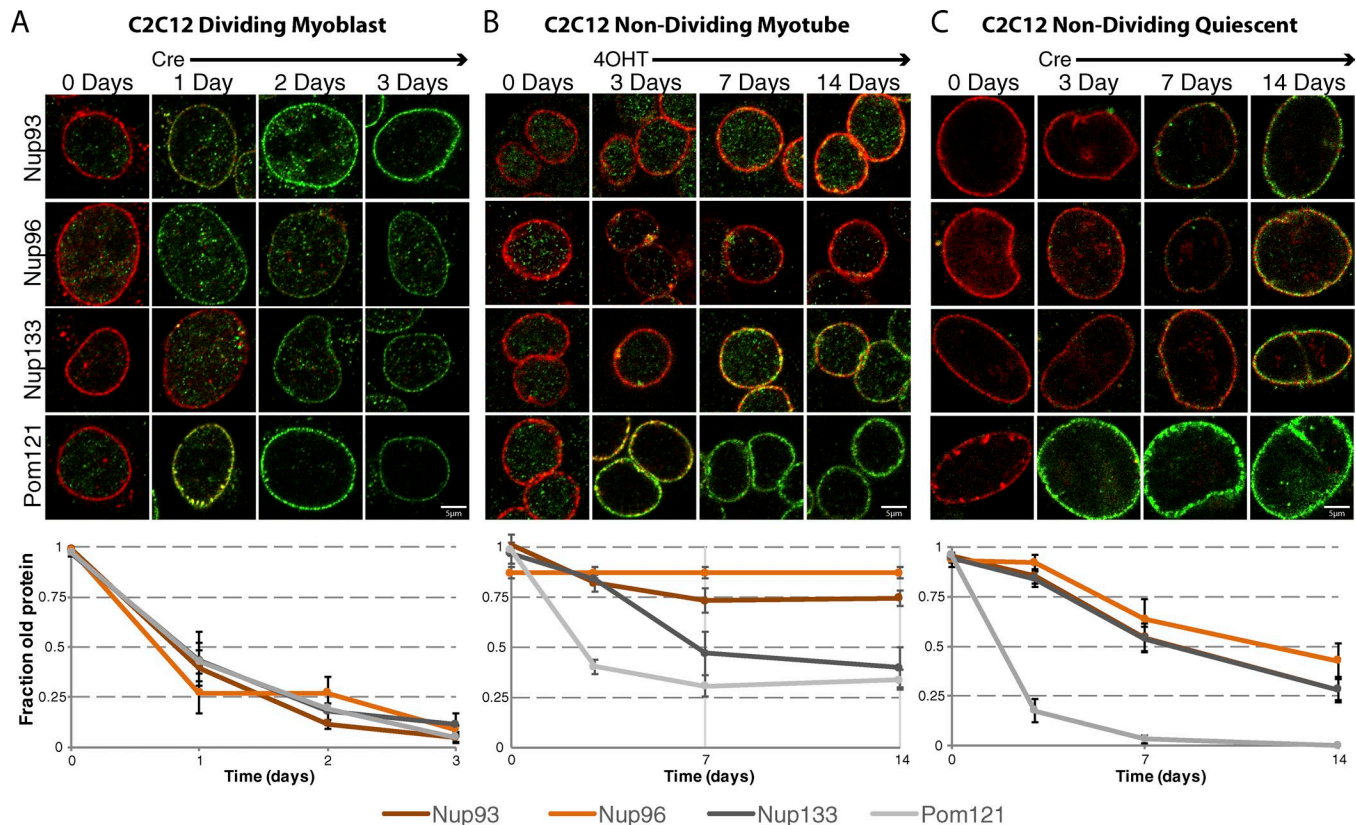 A C2C12 Dividing Myoblast
Cre
0 Days 1 Day 2 Days 3 Days
Nup93
Nup96
Nup133
Pom121
5µm
B C2C12 Non-Dividing Myotube
4OHT
0 Days 3 Days 7 Days 14 Days
5µm
C C2C12 Non-Dividing Quiescent
Cre
0 Days 3 Day 7 Days 14 Days
5µm
Fraction old protein
1
0.75
0.5
0.25
0
0 1 2 3
Time (days)
1
0.75
0.5
0.25
0
0 7 14
Time (days)
1
0.75
0.5
0.25
0
0 7 14
Time (days)
Nup93 Nup96 Nup133 Pom121